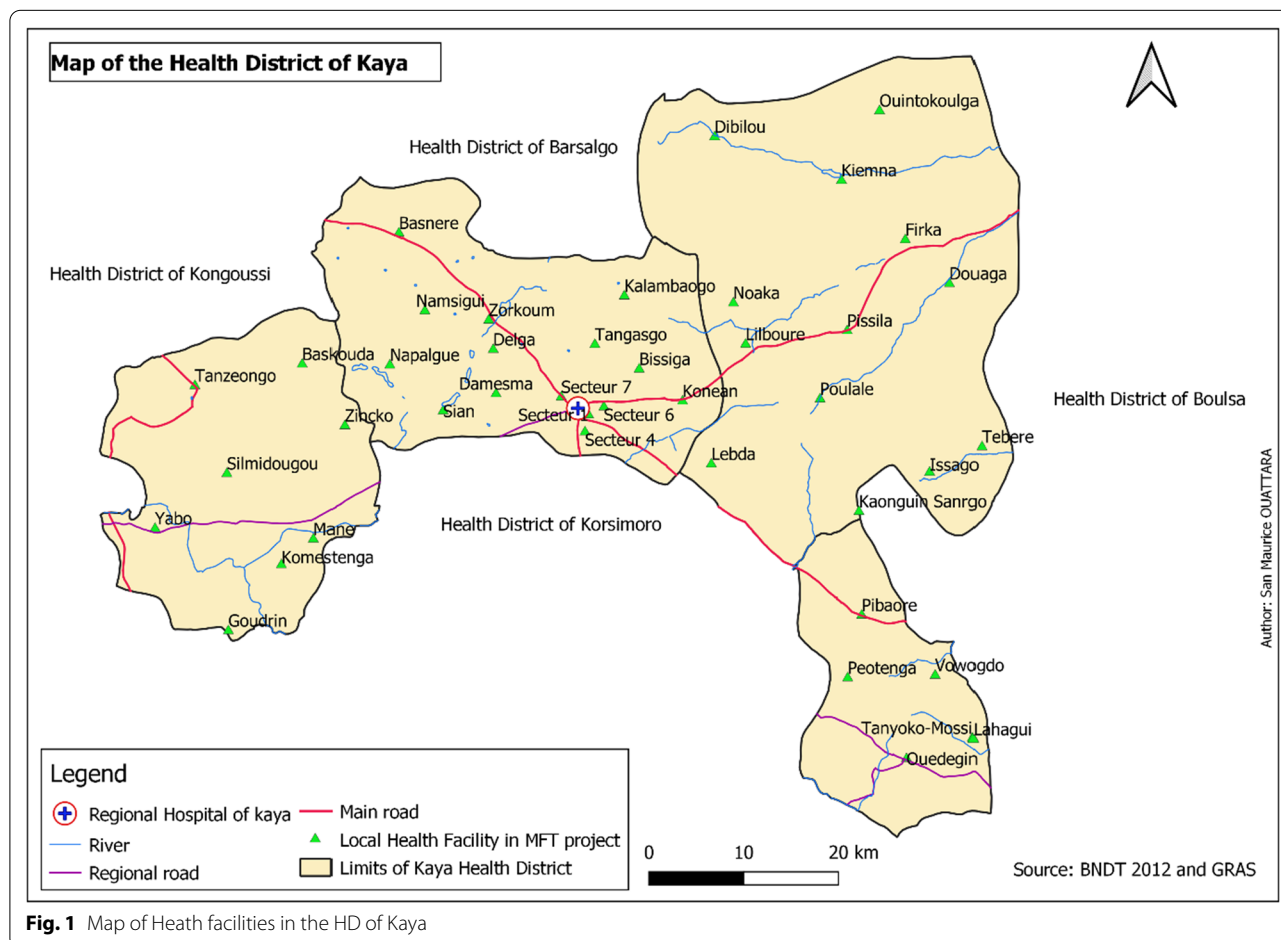 Map of the Health District of Kaya
Ouintokoulga
Dibilou
Health District of Barsalgo
Kiemna
Basnere
Firka
Health District of Kongoussi
Douaga
Kalambaogo
Noaka
Namsigui
Zorkoum
Pissila
Tangasgo
Lilboure
Delga
Baskouda
Napalgue
Bissiga
Tanzeongo
Damesma
Secteur 7
Konean
Poulale
Health District of Boulsa
Zincko
Sian
Secteur 1
Secteur 6
Secteur 4
Tebere
Lebda
Silmidougou
Issago
Kaonguin Sanrgo
Health District of Korsimoro
Yabo
Mane
Komestenga
Pibaore
Goudrin
Peotenga
Vowogdo
Tanyoko-Mossi
Lahagui
Ouedegin
Author: San Maurice OUATTARA
Legend
Regional Hospital of kaya
River
Regional road
Main road
Local Health Facility in MFT project
Limits of Kaya Health District
0 10 20 km
Source: BNDT 2012 and GRAS
Fig. 1 Map of Heath facilities in the HD of Kaya